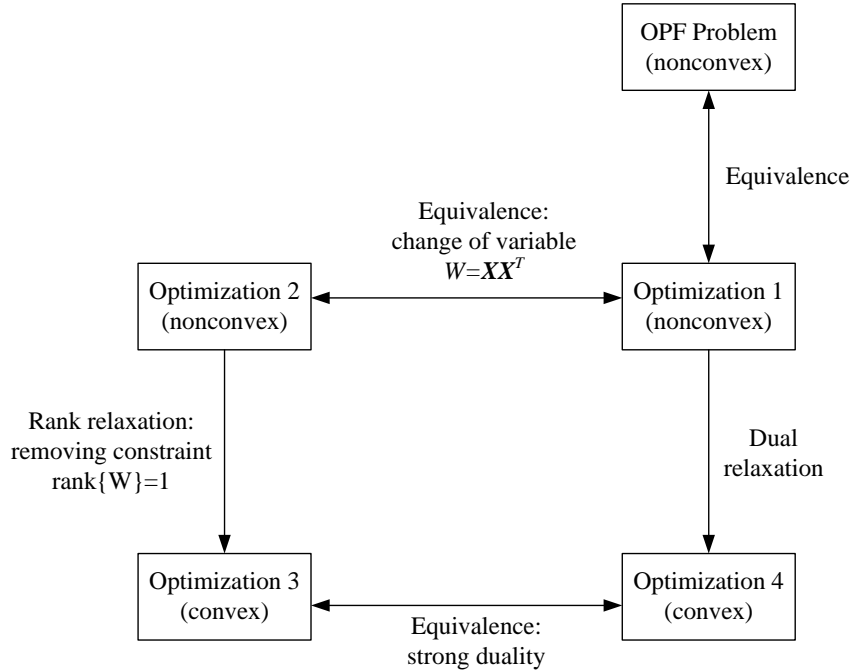 OPF Problem
(nonconvex)
Equivalence
Equivalence:
change of variable
W=XX^T
Optimization 2
(nonconvex)
Optimization 1
(nonconvex)
Rank relaxation:
removing constraint
rank{W}=1
Dual
relaxation
Optimization 3
(convex)
Optimization 4
(convex)
Equivalence:
strong duality